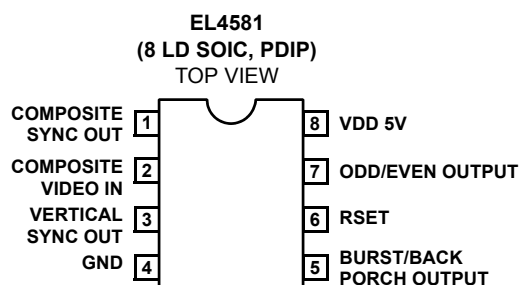 EL4581
(8 LD SOIC, PDIP)
TOP VIEW
COMPOSITE
SYNC OUT
1
8
VDD 5V
COMPOSITE
VIDEO IN
2
7
ODD/EVEN OUTPUT
VERTICAL
SYNC OUT
3
6
RSET
GND
4
5
BURST/BACK
PORCH OUTPUT